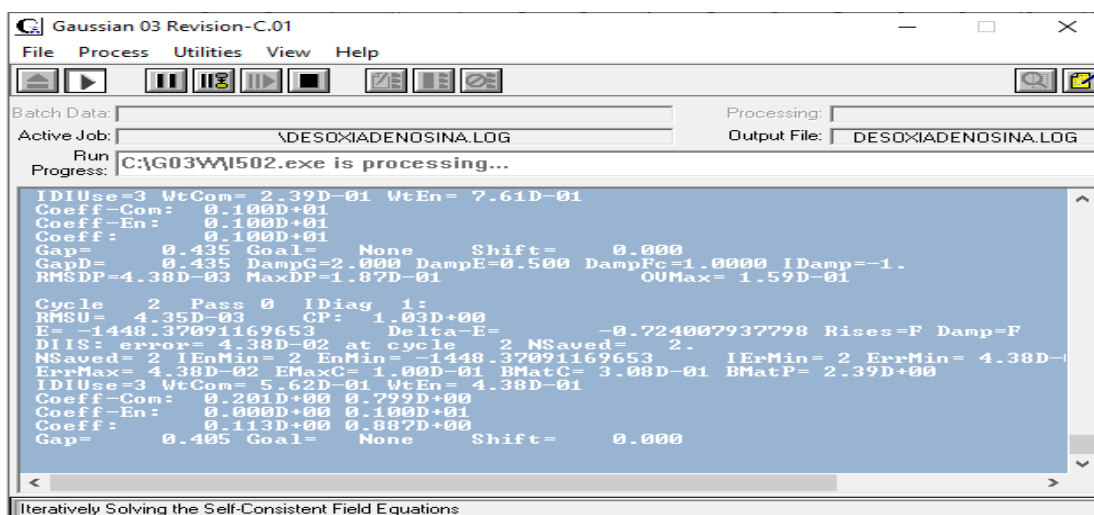 Gaussian 03 Revision-C.01
File Process Utilities View Help
Batch Data: Processing:
Active Job: \DESOXIADENOSINA.LOG Output File: DESOXIADENOSINA.LOG
Run Progress: C:\G03W\l502.exe is processing...
IDIUse=3 WtCom= 2.39D-01 WtEn= 7.61D-01
Coeff-Com: 0.100D+01
Coeff-En: 0.100D+01
Coeff: 0.100D+01
Gap= 0.435 Goal= None Shift= 0.000
GapD= 0.435 DampG=2.000 DampE=0.500 DampFc=1.0000 IDamp=-1.
RMSDP=4.38D-03 MaxDP=1.87D-01 OVMax= 1.59D-01
Cycle 2 Pass 0 IDiag 1:
RMSU= 4.35D-03 CP: 1.03D+00
E= -1448.37091169653 Delta-E= -0.724007937798 Rises=F Damp=F
DIIS: error= 4.38D-02 at cycle 2 NSaved= 2.
NSaved= 2 IEnMin= 2 EnMin= -1448.37091169653 IErMin= 2 ErrMin= 4.38D-
ErrMax= 4.38D-02 EMaxC= 1.00D-01 BMatC= 3.08D-01 BMatP= 2.39D+00
IDIUse=3 WtCom= 5.62D-01 WtEn= 4.38D-01
Coeff-Com: 0.201D+00 0.799D+00
Coeff-En: 0.000D+00 0.100D+01
Coeff: 0.113D+00 0.887D+00
Gap= 0.405 Goal= None Shift= 0.000
Iteratively Solving the Self-Consistent Field Equations